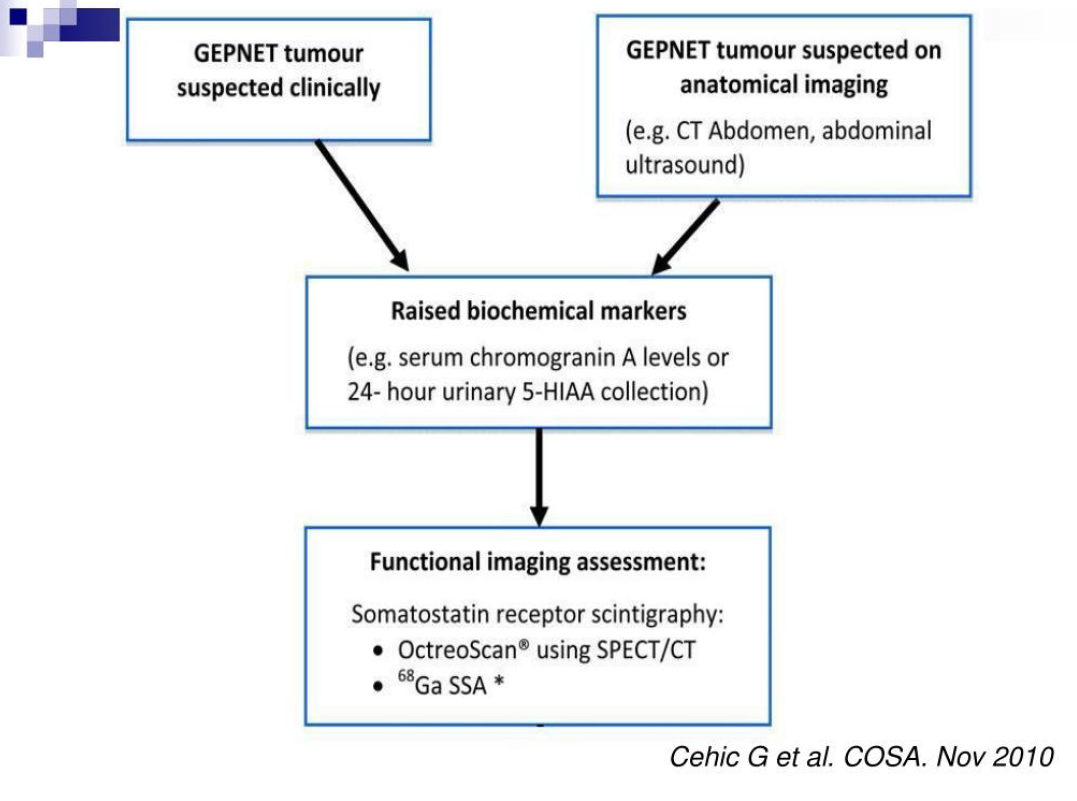 GEPNET tumour
suspected clinically
GEPNET tumour suspected on
anatomical imaging
(e.g. CT Abdomen, abdominal
ultrasound)
Raised biochemical markers
(e.g. serum chromogranin A levels or
24- hour urinary 5-HIAA collection)
Functional imaging assessment:
Somatostatin receptor scintigraphy:
• OctreoScan® using SPECT/CT
• ⁶⁸Ga SSA *
Cehic G et al. COSA. Nov 2010